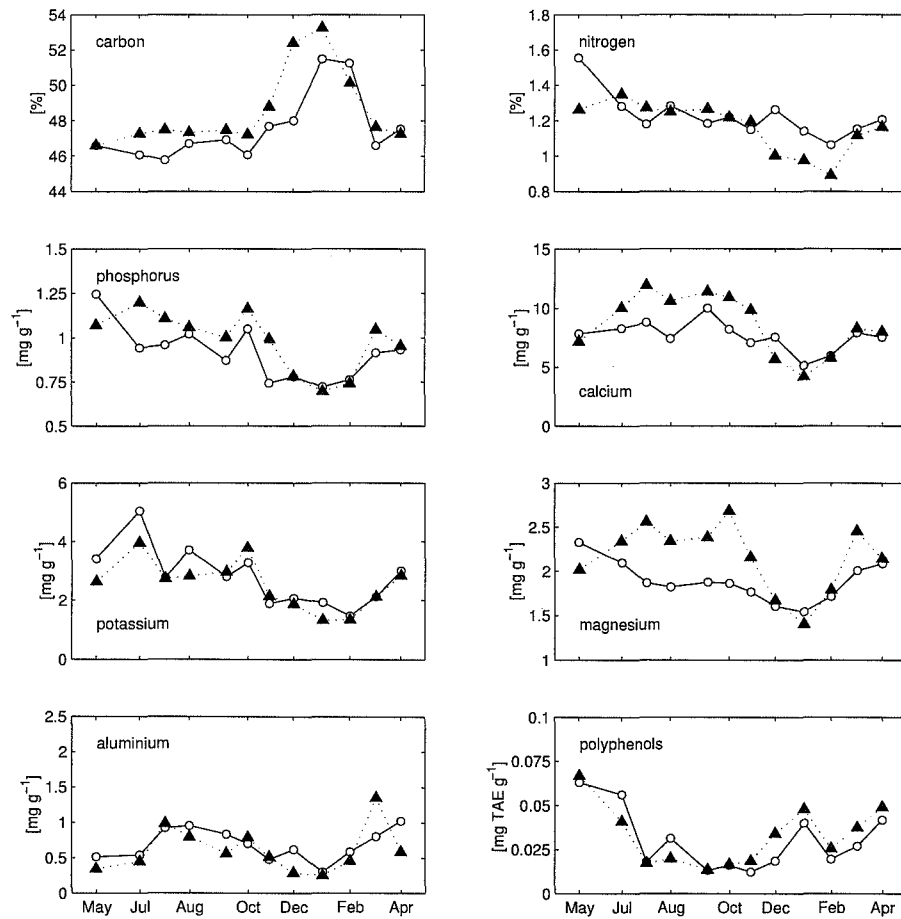 carbon
[%]
54
52
50
48
46
44
nitrogen
[%]
1.8
1.6
1.4
1.2
1
0.8
phosphorus
[mg g⁻¹]
1.5
1.25
1
0.75
0.5
calcium
[mg g⁻¹]
15
10
5
0
potassium
[mg g⁻¹]
6
4
2
0
magnesium
[mg g⁻¹]
3
2.5
2
1.5
1
aluminium
[mg g⁻¹]
2.5
2
1.5
1
0.5
0
May Jul Aug Oct Dec Feb Apr
polyphenols
[mg TAE g⁻¹]
0.1
0.075
0.05
0.025
0
May Jul Aug Oct Dec Feb Apr